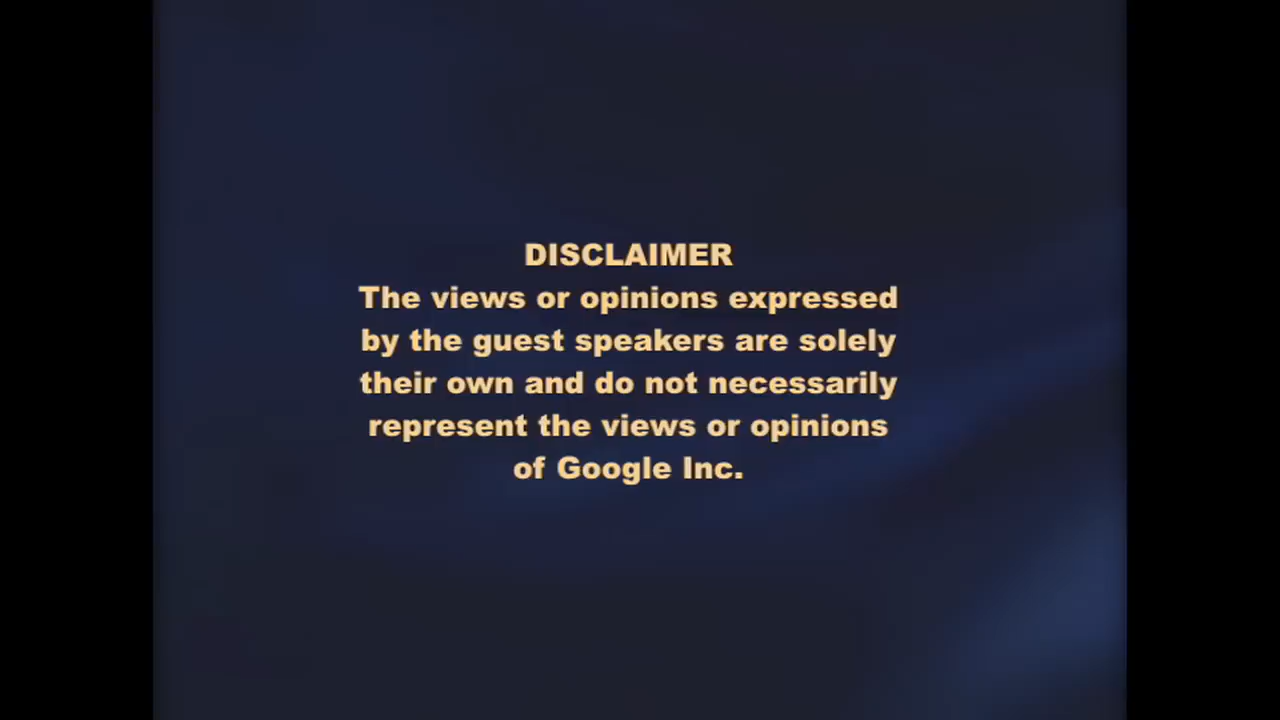 DISCLAIMER
The views or opinions expressed
by the guest speakers are solely
their own and do not necessarily
represent the views or opinions
of Google Inc.